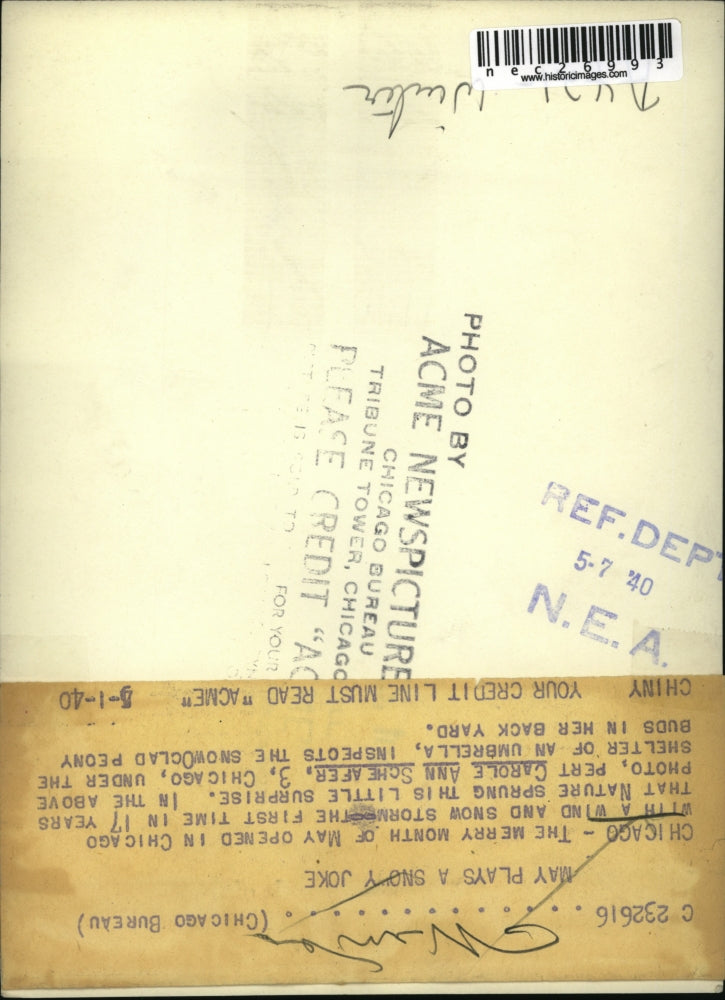 nec26993
www.historicimages.com
Winter
PHOTO BY
ACME NEWSPICTURE
CHICAGO BUREAU
TRIBUNE TOWER, CHICAGO
PLEASE CREDIT "AC
FOR YOUR
REF. DEPT
5-7 '40
N.E.A.
C 232616 . . . . . . . . . . . . (CHICAGO BUREAU)
MAY PLAYS A SNOWY JOKE
CHICAGO - THE MERRY MONTH OF MAY OPENED IN CHICAGO
WITH A WIND AND SNOW STORM THE FIRST TIME IN 17 YEARS
THAT NATURE SPRUNG THIS LITTLE SURPRISE. IN THE ABOVE
PHOTO, PERT CAROLE ANN SCHEAFER, 3, CHICAGO, UNDER THE
SHELTER OF AN UMBRELLA, INSPECTS THE SNOWCLAD PEONY
BUDS IN HER BACK YARD.
CHINY YOUR CREDIT LINE MUST READ "ACME" 5-1-40